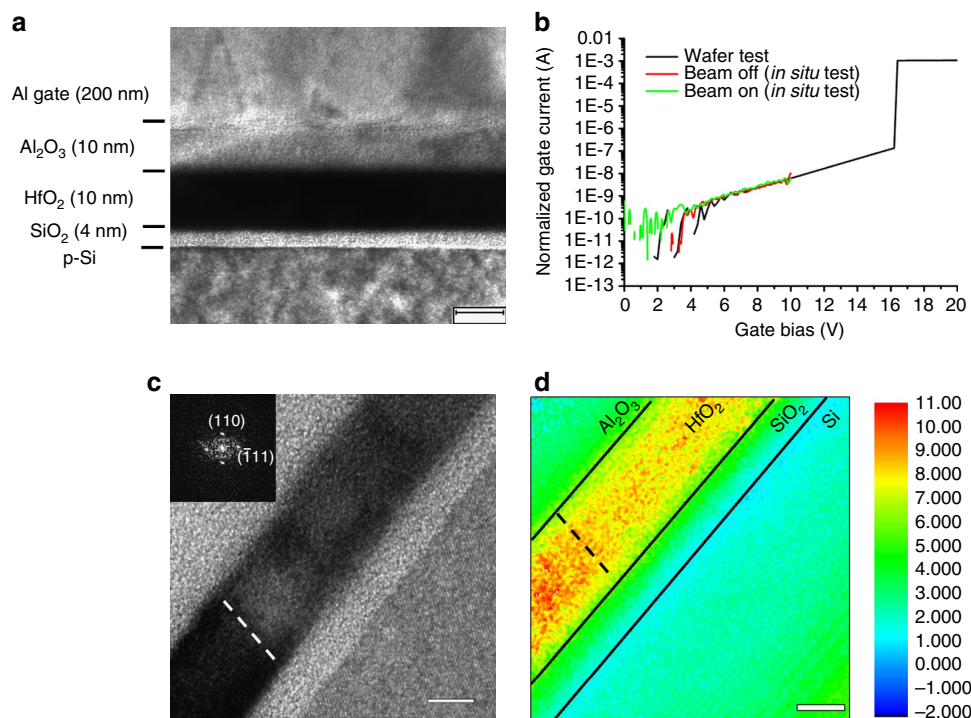 a
Al gate (200 nm)
Al₂O₃ (10 nm)
HfO₂ (10 nm)
SiO₂ (4 nm)
p-Si
b
Normalized gate current (A)
0.01
1E−3
1E−4
1E−5
1E−6
1E−7
1E−8
1E−9
1E−10
1E−11
1E−12
1E−13
Wafer test
Beam off (in situ test)
Beam on (in situ test)
0 2 4 6 8 10 12 14 16 18 20
Gate bias (V)
c
(110)
(1̅11)
d
Al₂O₃
HfO₂
SiO₂
Si
11.00
10.00
9.000
8.000
7.000
6.000
5.000
4.000
3.000
2.000
1.000
0.000
−1.000
−2.000